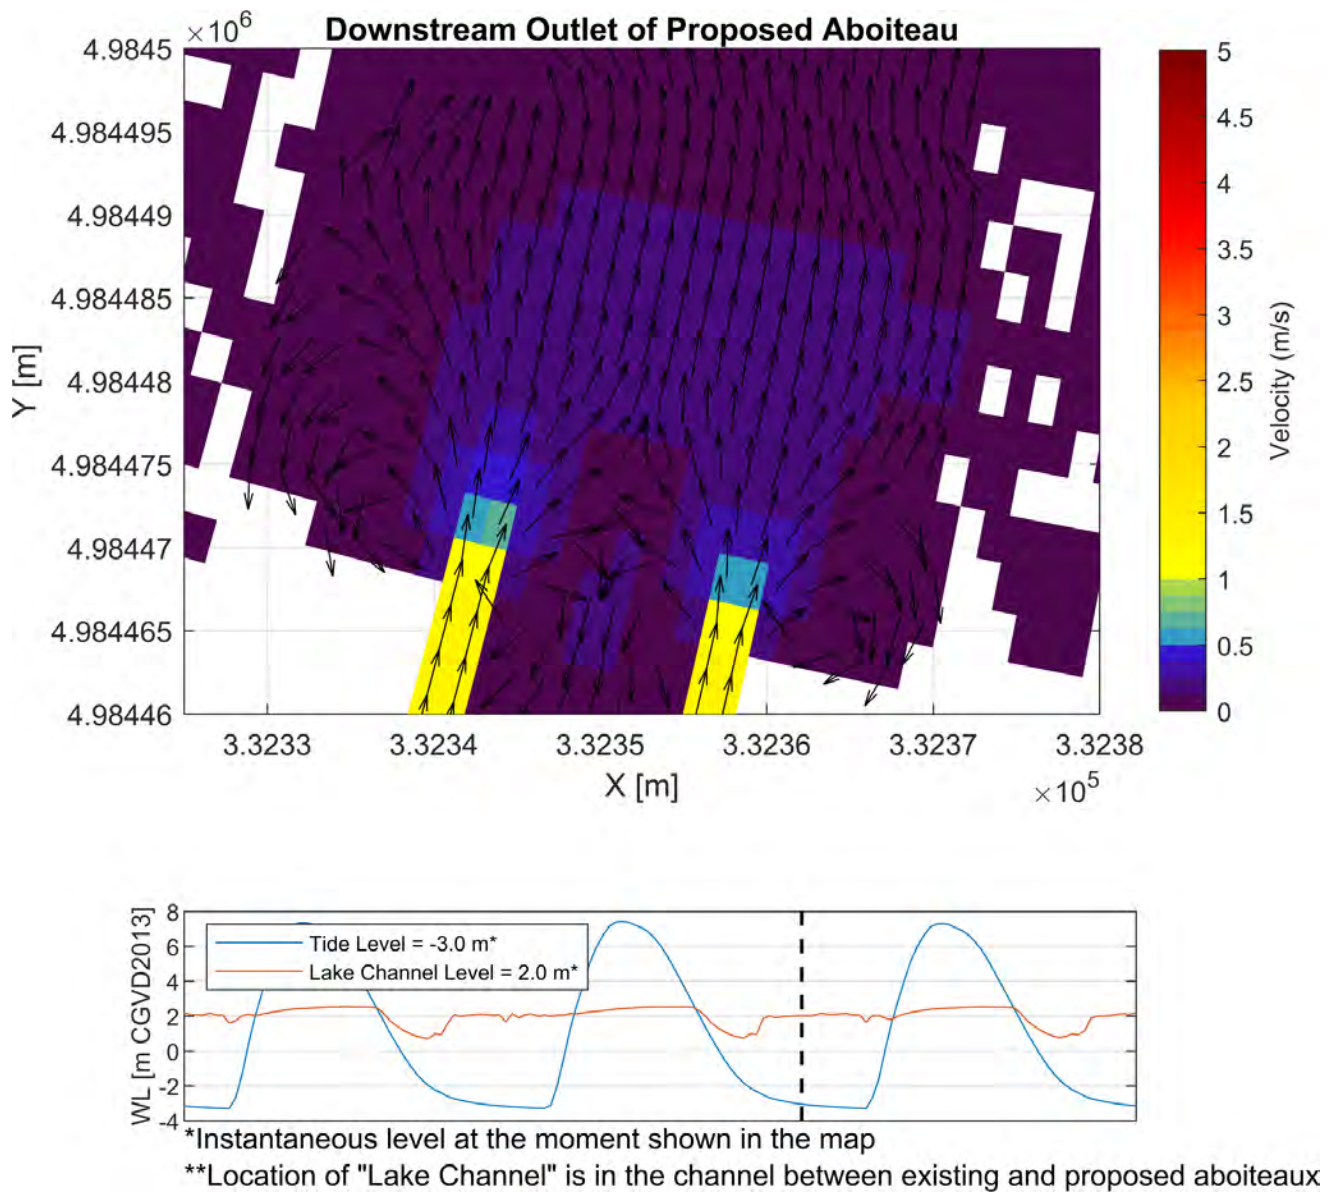 Downstream Outlet of Proposed Aboiteau
×10⁶
4.9845
4.984495
4.98449
4.984485
4.98448
4.984475
4.98447
4.984465
4.98446
Y [m]
3.3233 3.3234 3.3235 3.3236 3.3237 3.3238
X [m]
×10⁵
5
4.5
4
3.5
3
2.5
2
1.5
1
0.5
0
Velocity (m/s)
8
6
4
2
0
-2
-4
WL [m CGVD2013]
Tide Level = -3.0 m*
Lake Channel Level = 2.0 m*
*Instantaneous level at the moment shown in the map
**Location of "Lake Channel" is in the channel between existing and proposed aboiteaux